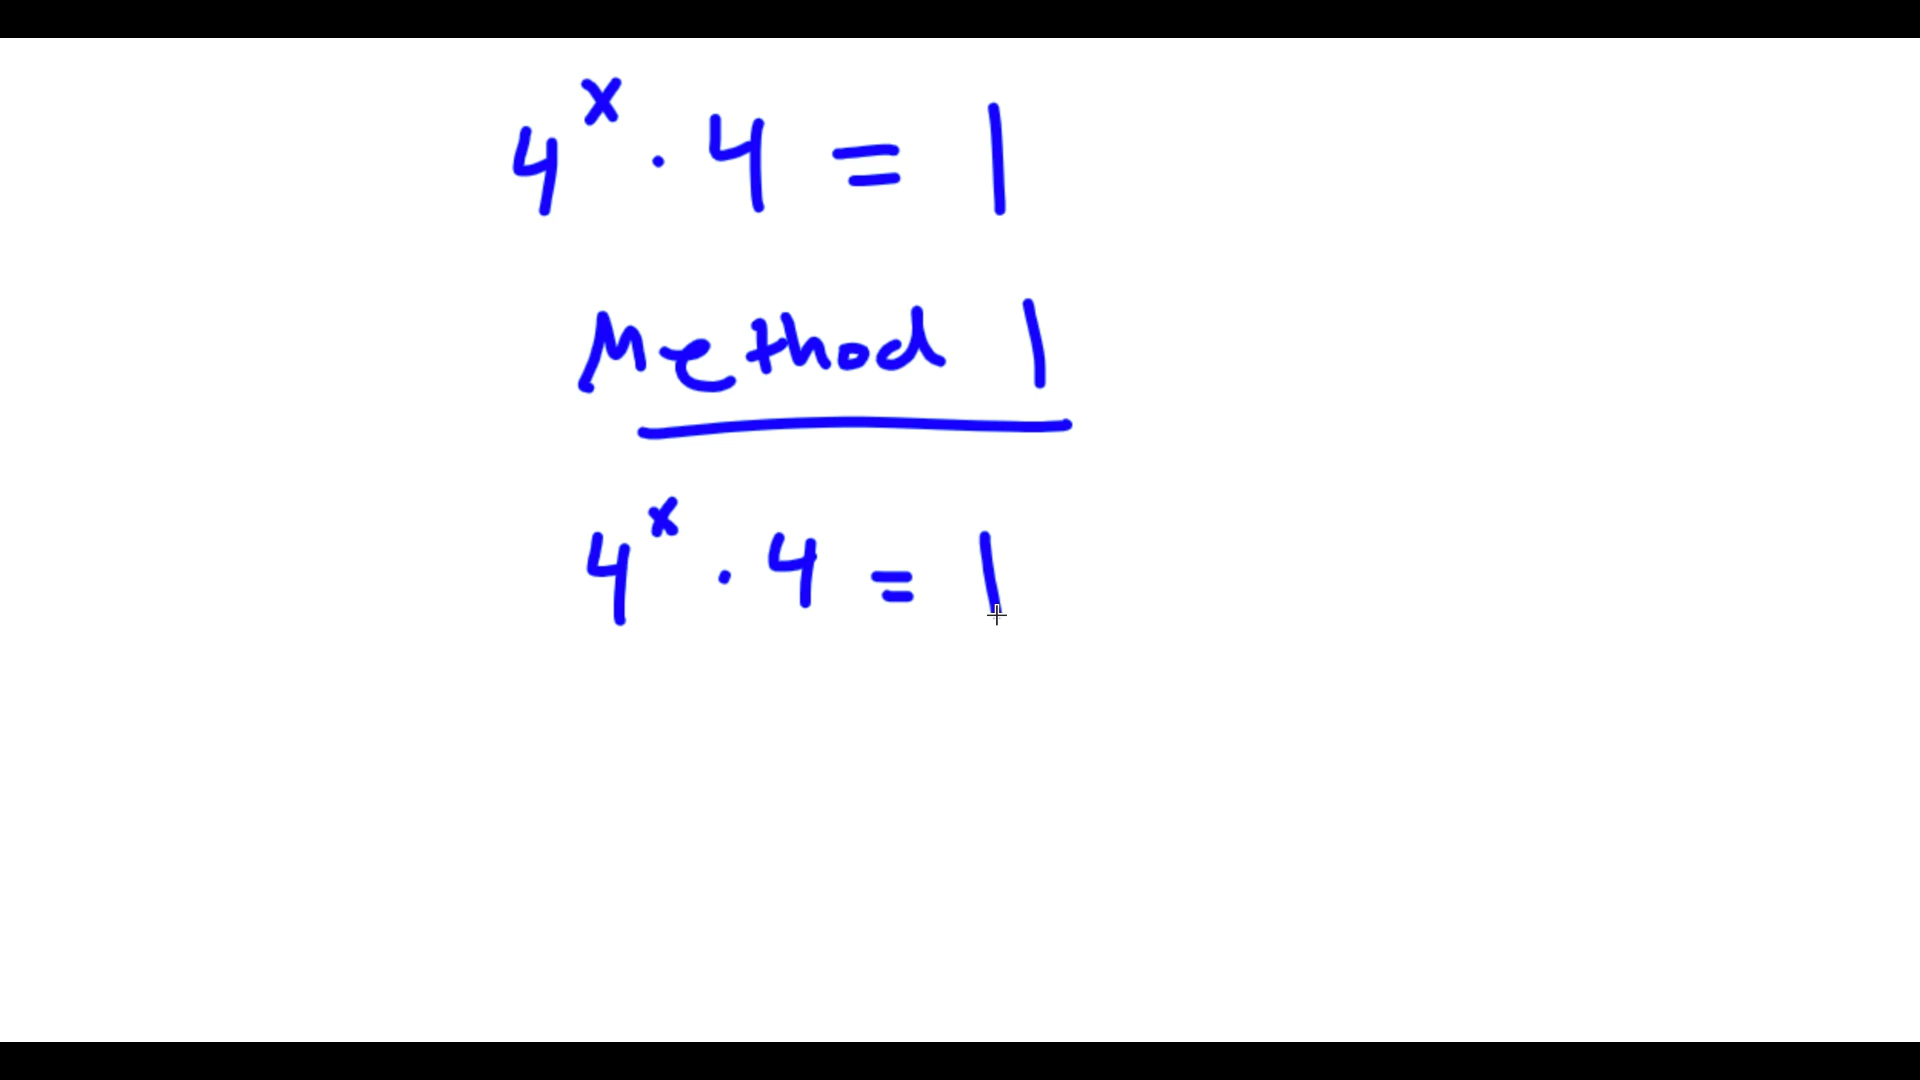 4^x · 4 = 1
Method 1
4^x · 4 = 1